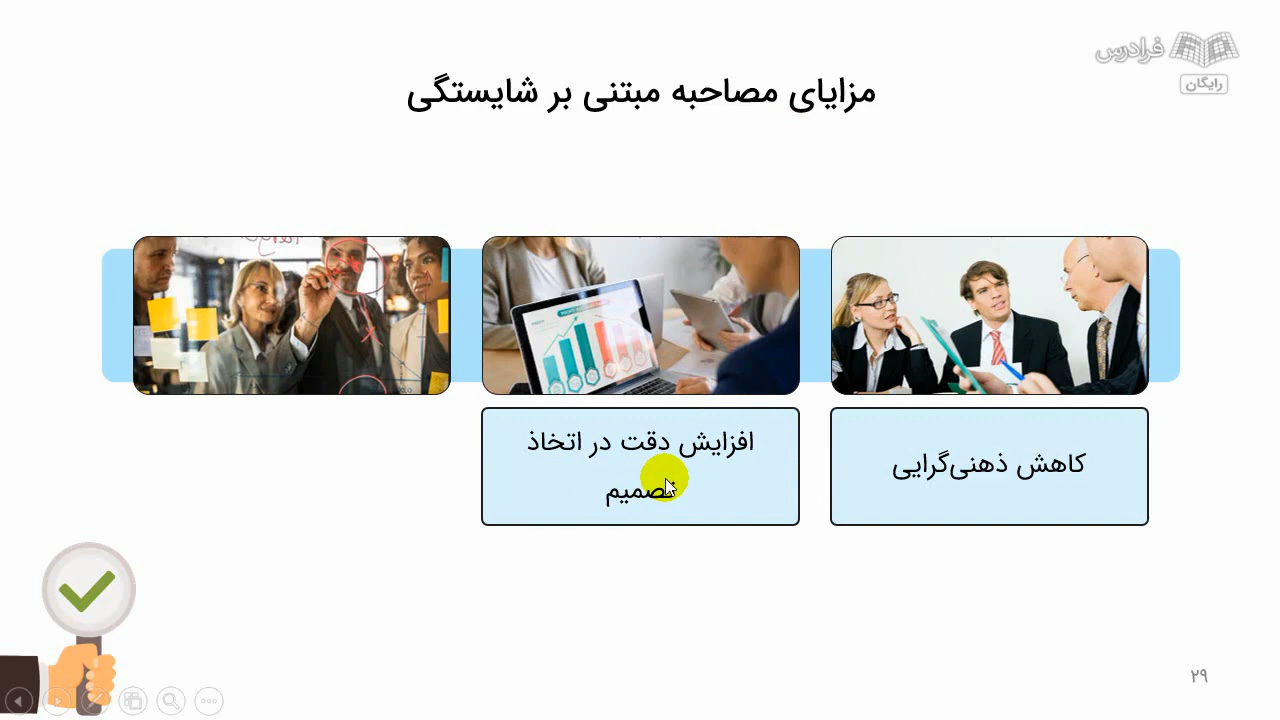 فرادرس
رایگان
مزایای مصاحبه مبتنی بر شایستگی
کاهش ذهنی‌گرایی
افزایش دقت در اتخاذ
تصمیم
۲۹